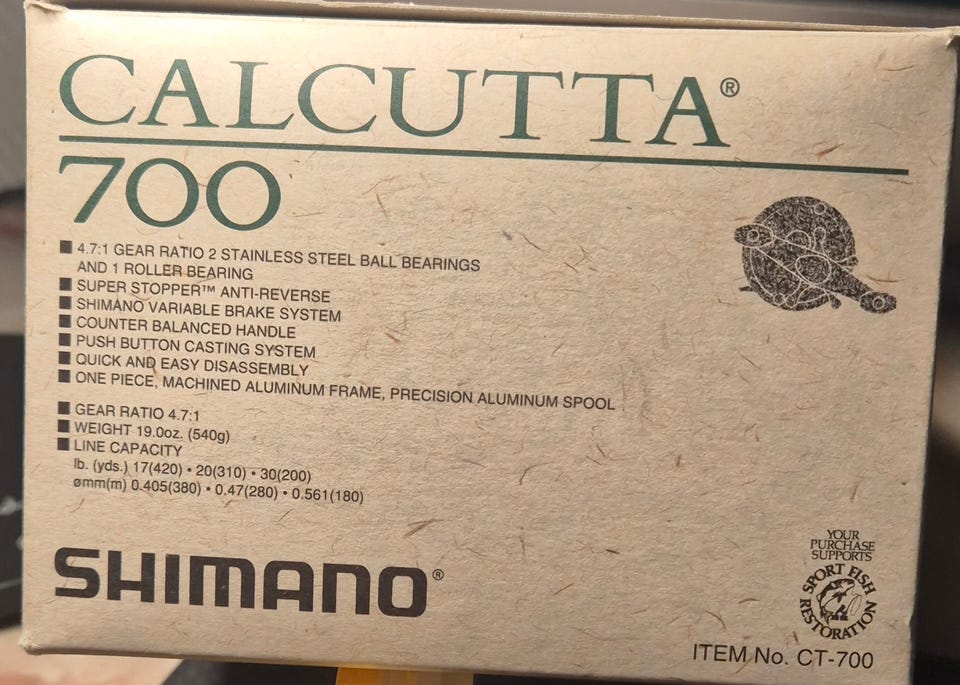 CALCUTTA®
700
■ 4.7:1 GEAR RATIO 2 STAINLESS STEEL BALL BEARINGS
AND 1 ROLLER BEARING
■ SUPER STOPPER™ ANTI-REVERSE
■ SHIMANO VARIABLE BRAKE SYSTEM
■ COUNTER BALANCED HANDLE
■ PUSH BUTTON CASTING SYSTEM
■ QUICK AND EASY DISASSEMBLY
■ ONE PIECE, MACHINED ALUMINUM FRAME, PRECISION ALUMINUM SPOOL
■ GEAR RATIO 4.7:1
■ WEIGHT 19.0oz. (540g)
■ LINE CAPACITY
lb. (yds.) 17(420) • 20(310) • 30(200)
ømm(m) 0.405(380) • 0.47(280) • 0.561(180)
SHIMANO®
YOUR
PURCHASE
SUPPORTS
SPORT FISH
RESTORATION
ITEM No. CT-700